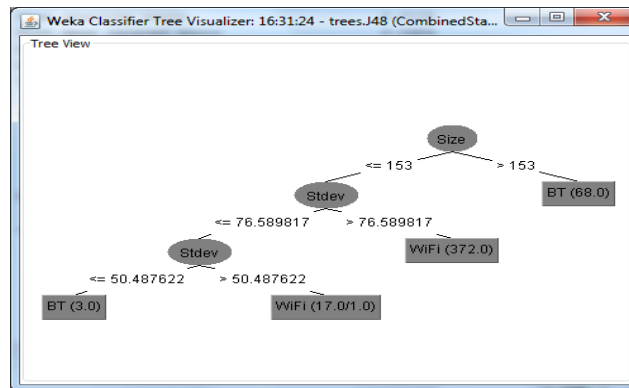 Weka Classifier Tree Visualizer: 16:31:24 - trees.J48 (CombinedSta...
Tree View
Size
<= 153 > 153
Stdev BT (68.0)
<= 76.589817 > 76.589817
Stdev WiFi (372.0)
<= 50.487622 > 50.487622
BT (3.0) WiFi (17.0/1.0)